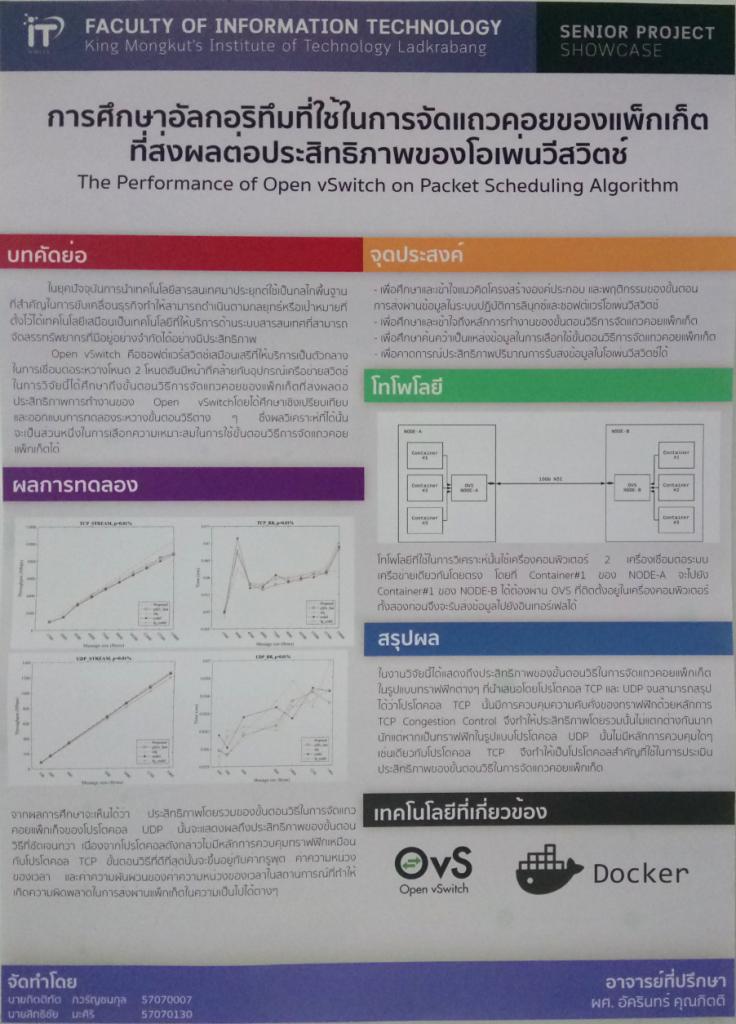 iT
FACULTY OF INFORMATION TECHNOLOGY
King Mongkut's Institute of Technology Ladkrabang
SENIOR PROJECT
SHOWCASE
การศึกษาอัลกอริทึมที่ใช้ในการจัดแถวคอยของแพ็กเก็ต
ที่ส่งผลต่อประสิทธิภาพของโอเพ่นวีสวิตช์
The Performance of Open vSwitch on Packet Scheduling Algorithm
บทคัดย่อ
ในยุคปัจจุบันการนำเทคโนโลยีสารสนเทศมาประยุกต์ใช้เป็นกลไกพื้นฐาน
ที่สำคัญในการขับเคลื่อนธุรกิจทำให้สามารถดำเนินตามกลยุทธ์หรือเป้าหมายที่
ตั้งไว้ได้เทคโนโลยีเสมือนเป็นเทคโนโลยีที่ให้บริการด้านระบบสารสนเทศที่สามารถ
จัดสรรทรัพยากรที่มีอยู่อย่างจำกัดได้อย่างมีประสิทธิภาพ
Open vSwitch คือซอฟต์แวร์สวิตช์เสมือนเสรีที่ให้บริการเป็นตัวกลาง
ในการเชื่อมต่อระหว่างโหนด 2 โหนดอันมีหน้าที่คล้ายกับอุปกรณ์เครือข่ายสวิตช์
ในการวิจัยนี้ได้ศึกษาถึงขั้นตอนวิธีการจัดแถวคอยของแพ็กเก็ตที่ส่งผลต่อ
ประสิทธิภาพการทำงานของ Open vSwitchโดยได้ศึกษาเชิงเปรียบเทียบ
และออกแบบการทดลองระหว่างขั้นตอนวิธีต่าง ๆ ซึ่งผลวิเคราะห์ที่ได้นั้น
จะเป็นส่วนหนึ่งในการเลือกความเหมาะสมในการใช้ขั้นตอนวิธีการจัดแถวคอย
แพ็กเก็ตได้
ผลการทดลอง
TCP_STREAM, p=0.01%
TCP_RR, p=0.01%
Message size (Bytes)
Message size (Bytes)
UDP_STREAM, p=0.01%
UDP_RR, p=0.01%
Message size (Bytes)
Message size (Bytes)
จากผลการศึกษาจะเห็นได้ว่า ประสิทธิภาพโดยรวมของขั้นตอนวิธีในการจัดแถว
คอยแพ็กเก็จของโปรโตคอล UDP นั้นจะแสดงผลถึงประสิทธิภาพของขั้นตอน
วิธีที่ชัดเจนกว่า เนื่องจากโปรโตคอลดังกล่าวไม่มีหลักการควบคุมทราฟฟิกเหมือน
กับโปรโตคอล TCP ขั้นตอนวิธีที่ดีที่สุดนั้นจะขึ้นอยู่กับค่าทรูพุต ค่าความหน่วง
ของเวลา และค่าความผันผวนของค่าความหน่วงของเวลาในสถานการณ์ที่ทำให้
เกิดความผิดพลาดในการส่งผ่านแพ็กเก็ตในความเป็นไปได้ต่างๆ
จุดประสงค์
- เพื่อศึกษาและเข้าใจแนวคิดโครงสร้างองค์ประกอบ และพฤติกรรมของขั้นตอน
การส่งผ่านข้อมูลในระบบปฏิบัติการลินุกซ์และซอฟต์แวร์โอเพนวีสวิตช์
- เพื่อศึกษาและเข้าใจถึงหลักการทำงานของขั้นตอนวิธีการจัดแถวคอยแพ็กเก็ต
- เพื่อศึกษาค้นคว้าเป็นแหล่งข้อมูลในการเลือกใช้ขั้นตอนวิธีการจัดแถวคอยแพ็กเก็ต
- เพื่อคาดการณ์ประสิทธิภาพปริมาณการรับส่งข้อมูลในโอเพนวีสวิตช์ได้
โทโพโลยี
NODE-A
NODE-B
Container #1
Container #2
Container #3
OVS NODE-A
10Gb NIC
OVS NODE-B
Container #1
Container #2
Container #3
โทโพโลยีที่ใช้ในการวิเคราะห์นั้นใช้เครื่องคอมพิวเตอร์ 2 เครื่องเชื่อมต่อระบบ
เครือข่ายเดียวกันโดยตรง โดยที่ Container#1 ของ NODE-A จะไปยัง
Container#1 ของ NODE-B ได้ต้องผ่าน OVS ที่ติดตั้งอยู่ในเครื่องคอมพิวเตอร์
ทั้งสองก่อนจึงจะรับส่งข้อมูลไปยังอินเทอร์เฟสได้
สรุปผล
ในงานวิจัยนี้ได้แสดงถึงประสิทธิภาพของขั้นตอนวิธีในการจัดแถวคอยแพ็กเก็ต
ในรูปแบบทราฟฟิกต่างๆ ที่นำเสนอโดยโปรโตคอล TCP และ UDP จนสามารถสรุป
ได้ว่าโปรโตคอล TCP นั้นมีการควบคุมความคับคั่งของทราฟฟิกด้วยหลักการ
TCP Congestion Control จึงทำให้ประสิทธิภาพโดยรวมนั้นไม่แตกต่างกันมาก
นักแต่หากเป็นทราฟฟิกในรูปแบบโปรโตคอล UDP นั้นไม่มีหลักการควบคุมใดๆ
เช่นเดียวกับโปรโตคอล TCP จึงทำให้เป็นโปรโตคอลสำคัญที่ใช้ในการประเมิน
ประสิทธิภาพของขั้นตอนวิธีในการจัดแถวคอยแพ็กเก็ต
เทคโนโลยีที่เกี่ยวข้อง
OvS
Open vSwitch
Docker
จัดทำโดย
นายกิตติทัต ภวรัญชนกุล 57070007
นายสิทธิชัย มะศิริ 57070130
อาจารย์ที่ปรึกษา
ผศ. อัครินทร์ คุณกิตติ